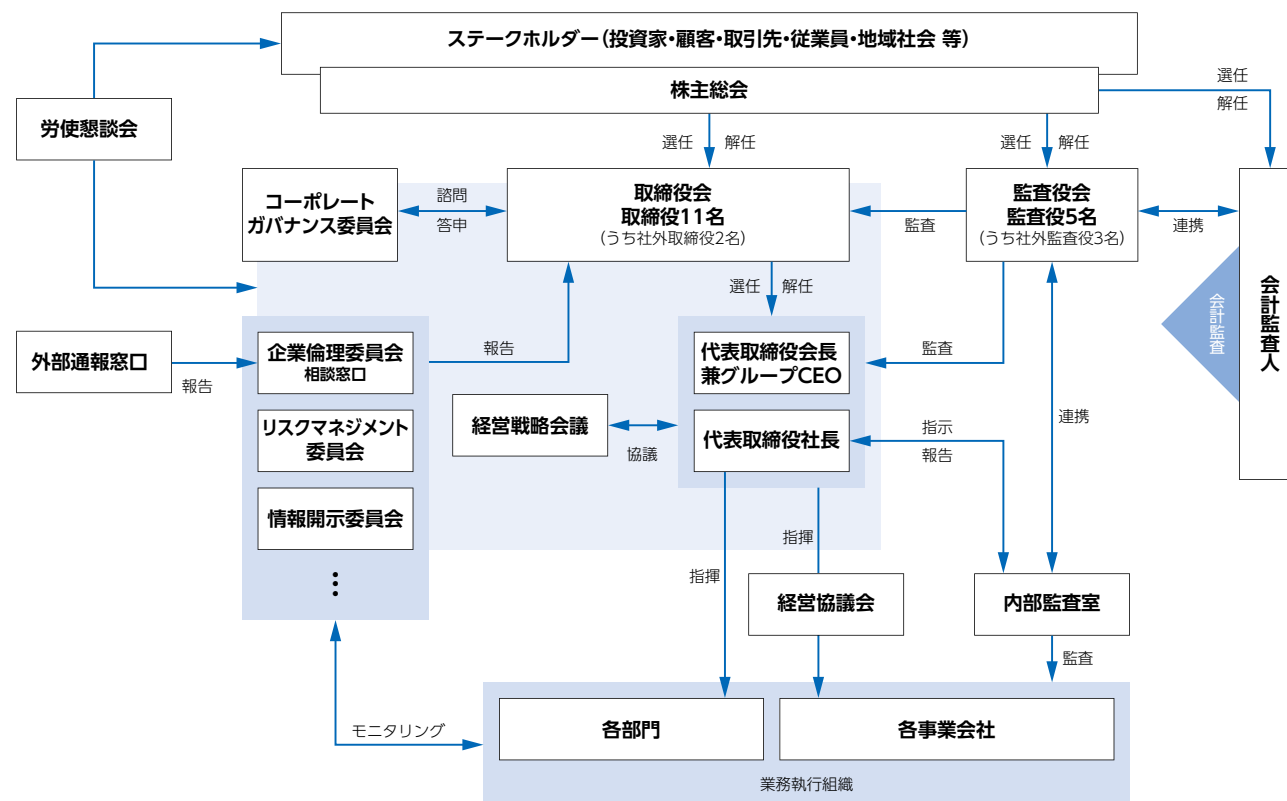 ステークホルダー（投資家・顧客・取引先・従業員・地域社会 等）
株主総会
選任
解任
労使懇談会
選任 解任
選任 解任
コーポレート
ガバナンス委員会
諮問
答申
取締役会
取締役11名
（うち社外取締役2名）
監査
監査役会
監査役5名
（うち社外監査役3名）
連携
会計監査人
会計監査
選任 解任
外部通報窓口
報告
企業倫理委員会
相談窓口
報告
代表取締役会長
兼グループCEO
監査
リスクマネジメント
委員会
経営戦略会議
協議
代表取締役社長
指示
報告
連携
情報開示委員会
⋮
指揮
指揮
経営協議会
内部監査室
監査
モニタリング
各部門
各事業会社
業務執行組織